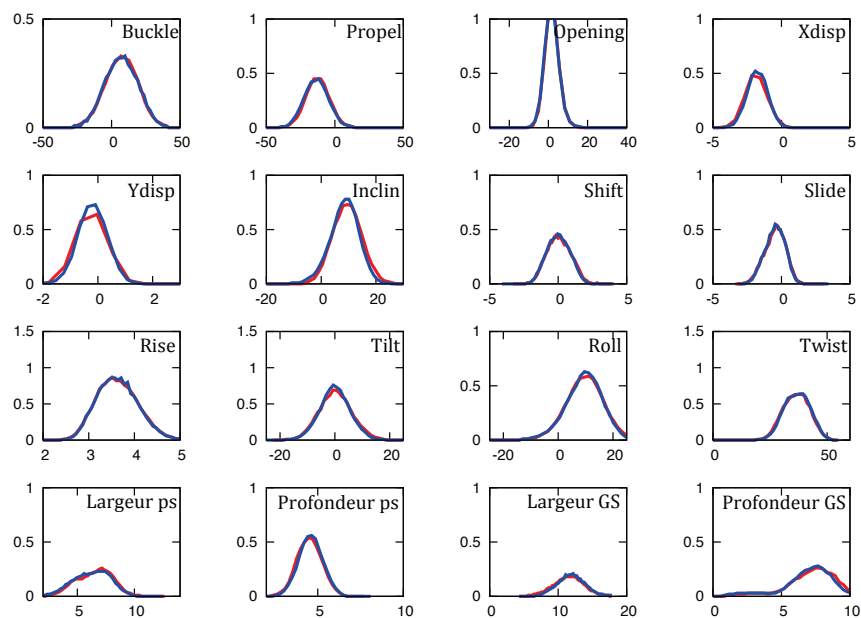 0.5
Buckle
0
-50 0 50
1
Propel
0.5
0
-50 0 50
1
Opening
0.5
0
-20 0 20 40
1
Xdisp
0.5
0
-5 0 5
1
Ydisp
0.5
0
-2 0 2
1
Inclin
0.5
0
-20 0 20
1
Shift
0.5
0
-5 0 5
1
Slide
0.5
0
-5 0 5
1.5
Rise
1
0.5
0
2 3 4 5
1.5
Tilt
1
0.5
0
-20 0 20
1
Roll
0.5
0
-20 0 20
1.5
Twist
1
0.5
0
0 50
1
Largeur ps
0.5
0
5 10
1
Profondeur ps
0.5
0
5 10
1
Largeur GS
0.5
0
0 10 20
1
Profondeur GS
0.5
0
0 5 10